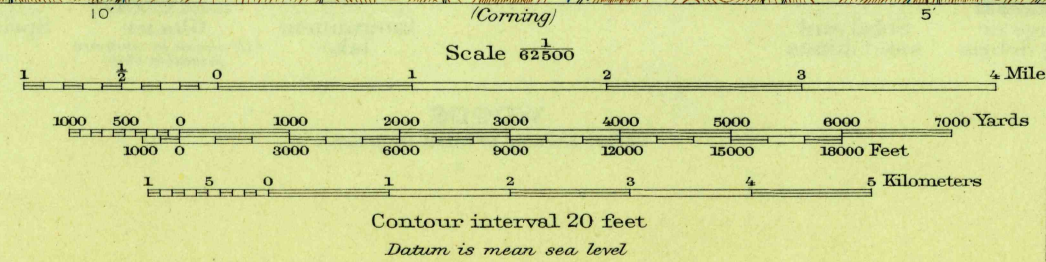 10′ (Corning) 5′
Scale 1/62500
1 ½ 0 1 2 3 4 Mile
1000 500 0 1000 2000 3000 4000 5000 6000 7000 Yards
1000 0 3000 6000 9000 12000 15000 18000 Feet
1 5 0 1 2 3 4 5 Kilometers
Contour interval 20 feet
Datum is mean sea level